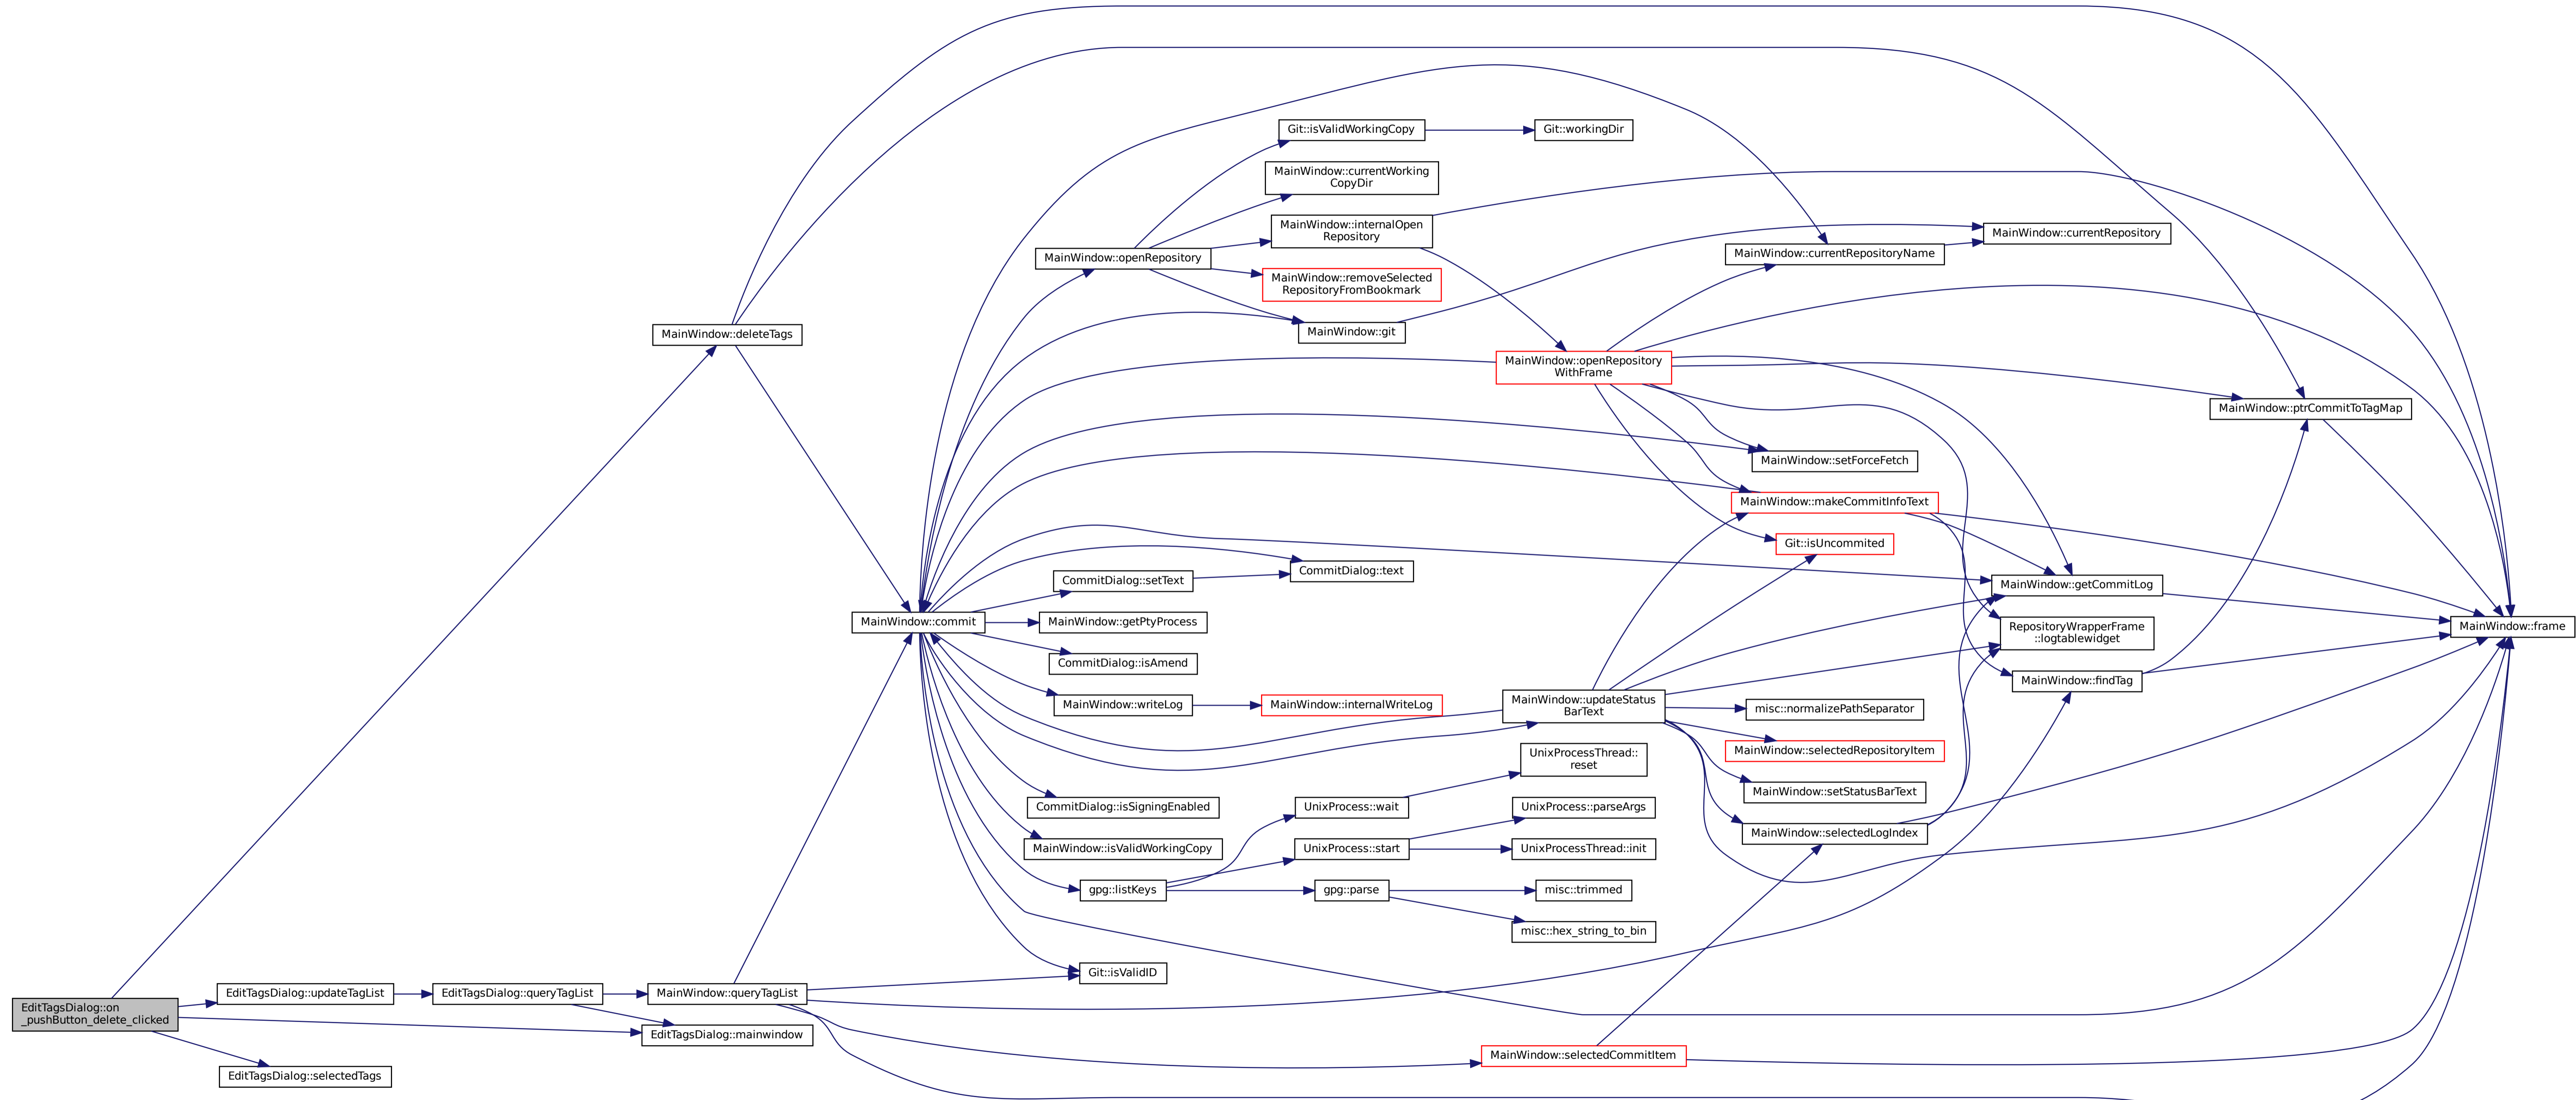 EditTagsDialog::on
_pushButton_delete_clicked
EditTagsDialog::updateTagList
EditTagsDialog::selectedTags
EditTagsDialog::queryTagList
MainWindow::deleteTags
MainWindow::queryTagList
EditTagsDialog::mainwindow
MainWindow::commit
MainWindow::openRepository
CommitDialog::setText
MainWindow::getPtyProcess
CommitDialog::isAmend
MainWindow::writeLog
CommitDialog::isSigningEnabled
MainWindow::isValidWorkingCopy
gpg::listKeys
Git::isValidID
Git::isValidWorkingCopy
MainWindow::currentWorking
CopyDir
MainWindow::internalOpen
Repository
MainWindow::removeSelected
RepositoryFromBookmark
MainWindow::git
CommitDialog::text
MainWindow::internalWriteLog
UnixProcess::wait
UnixProcess::start
gpg::parse
Git::workingDir
MainWindow::openRepository
WithFrame
MainWindow::updateStatus
BarText
UnixProcessThread::
reset
UnixProcess::parseArgs
UnixProcessThread::init
misc::trimmed
misc::hex_string_to_bin
MainWindow::selectedCommitItem
MainWindow::currentRepositoryName
MainWindow::setForceFetch
MainWindow::makeCommitInfoText
Git::isUncommited
misc::normalizePathSeparator
MainWindow::selectedRepositoryItem
MainWindow::setStatusBarText
MainWindow::selectedLogIndex
MainWindow::currentRepository
MainWindow::getCommitLog
RepositoryWrapperFrame
::logtablewidget
MainWindow::findTag
MainWindow::ptrCommitToTagMap
MainWindow::frame